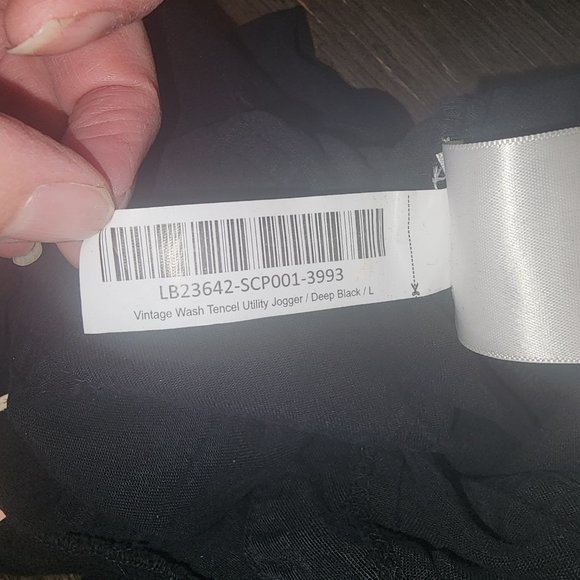 LB23642-SCP001-3993
Vintage Wash Tencel Utility Jogger / Deep Black / L